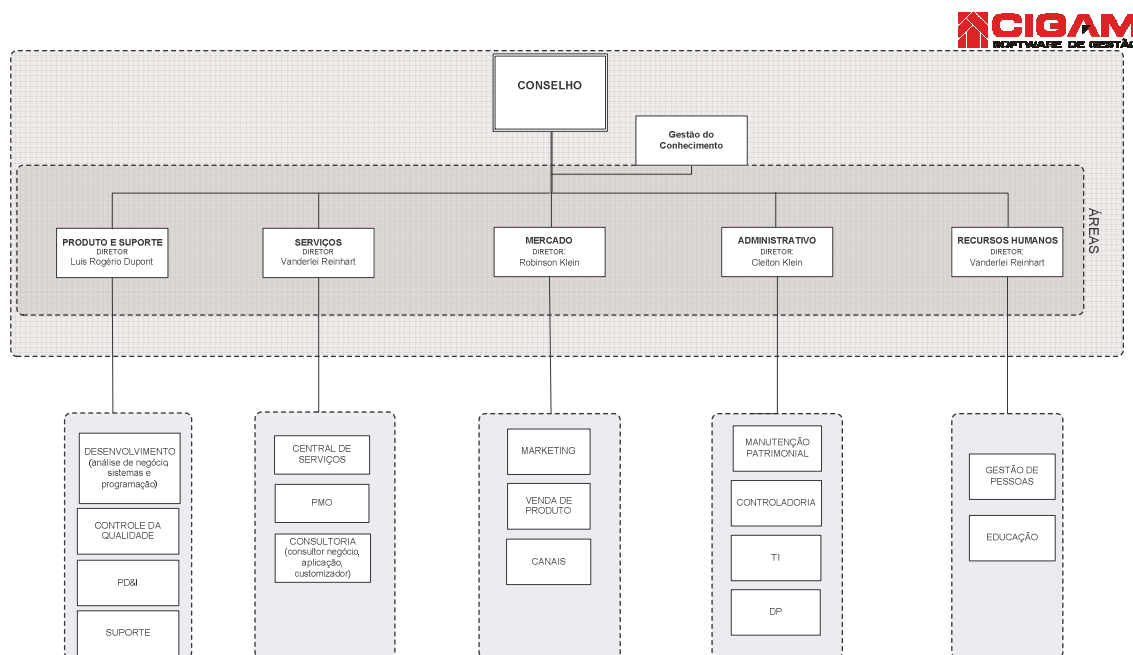 CIGAM
SOFTWARE DE GESTÃO
CONSELHO
Gestão do
Conhecimento
ÁREAS
PRODUTO E SUPORTE
DIRETOR
Luis Rogério Dupont
SERVIÇOS
DIRETOR
Vanderlei Reinhart
MERCADO
DIRETOR:
Robinson Klein
ADMINISTRATIVO
DIRETOR:
Cleiton Klein
RECURSOS HUMANOS
DIRETOR:
Vanderlei Reinhart
DESENVOLVIMENTO
(análise de negócio,
sistemas e
programação)
CONTROLE DA
QUALIDADE
PD&I
SUPORTE
CENTRAL DE
SERVIÇOS
PMO
CONSULTORIA
(consultor negócio,
aplicação,
customizador)
MARKETING
VENDA DE
PRODUTO
CANAIS
MANUTENÇÃO
PATRIMONIAL
CONTROLADORIA
TI
DP
GESTÃO DE
PESSOAS
EDUCAÇÃO